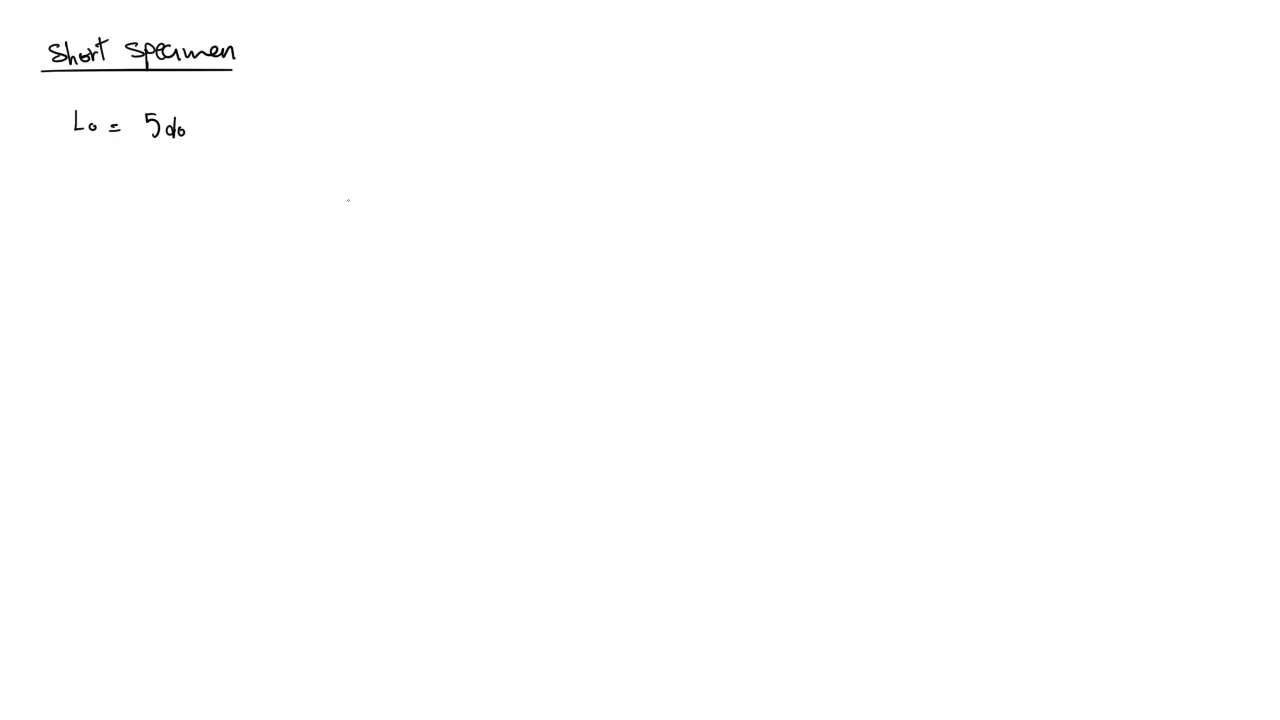 Short Specimen
L₀ = 5d₀